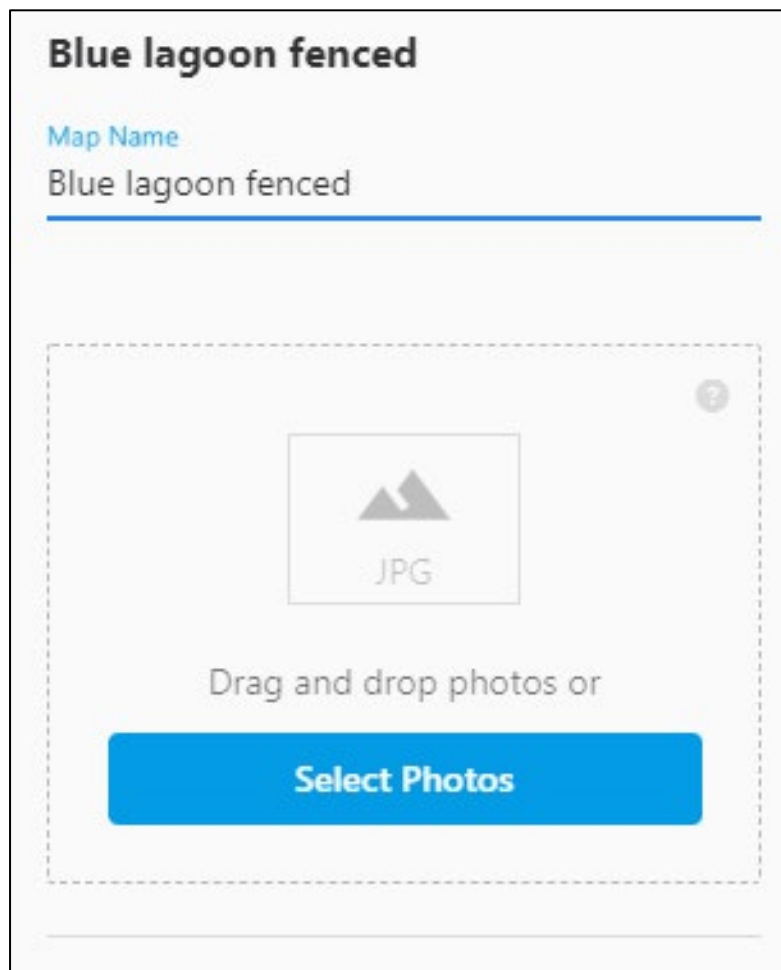 Blue lagoon fenced
Map Name
Blue lagoon fenced
?
JPG
Drag and drop photos or
Select Photos